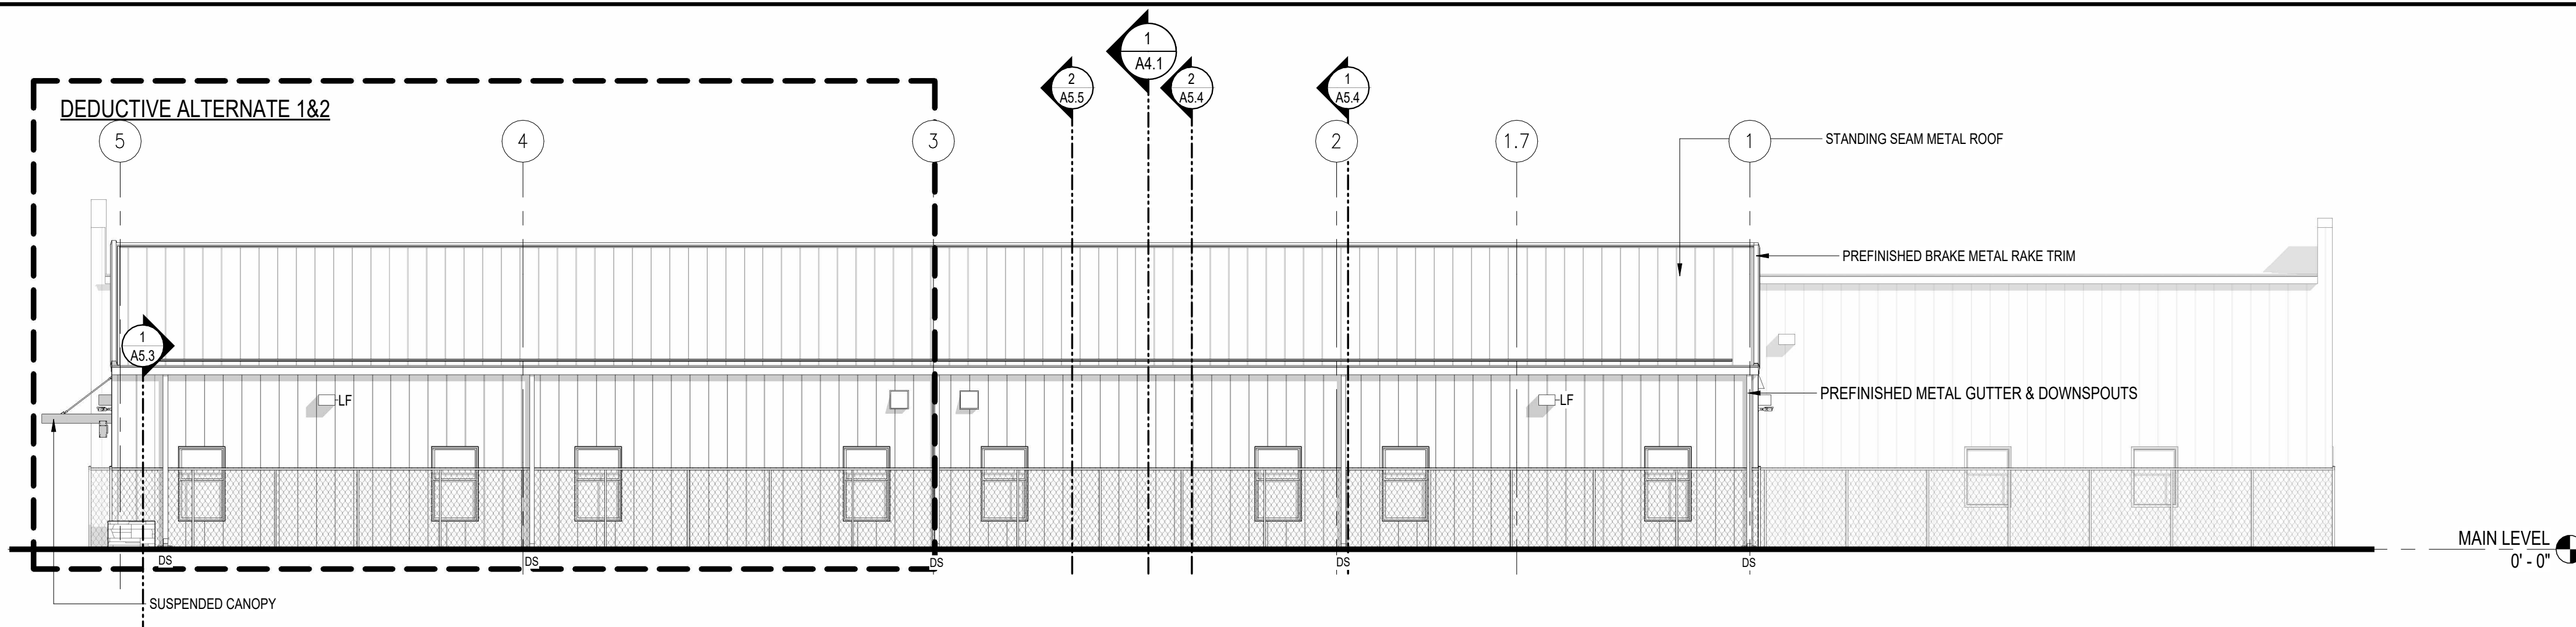 1
A4.1
2
A5.5
2
A5.4
1
A5.4
DEDUCTIVE ALTERNATE 1&2
5
4
3
2
1.7
1
STANDING SEAM METAL ROOF
PREFINISHED BRAKE METAL RAKE TRIM
1
A5.3
LF
LF
PREFINISHED METAL GUTTER & DOWNSPOUTS
MAIN LEVEL
0' - 0"
DS
DS
DS
DS
DS
SUSPENDED CANOPY